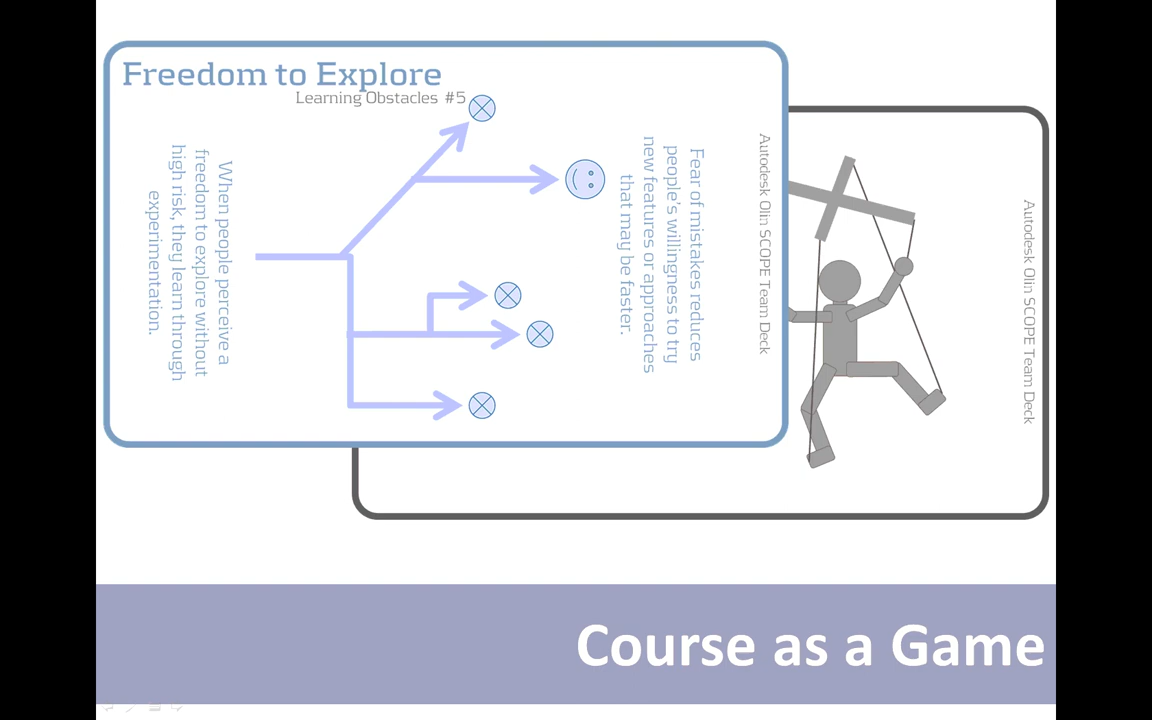 Freedom to Explore
Learning Obstacles #5
Fear of mistakes reduces
people's willingness to try
new features or approaches
that may be faster.
When people perceive a
freedom to explore without
high risk, they learn through
experimentation.
Autodesk Olin SCOPE Team Deck
Autodesk Olin SCOPE Team Deck
Course as a Game